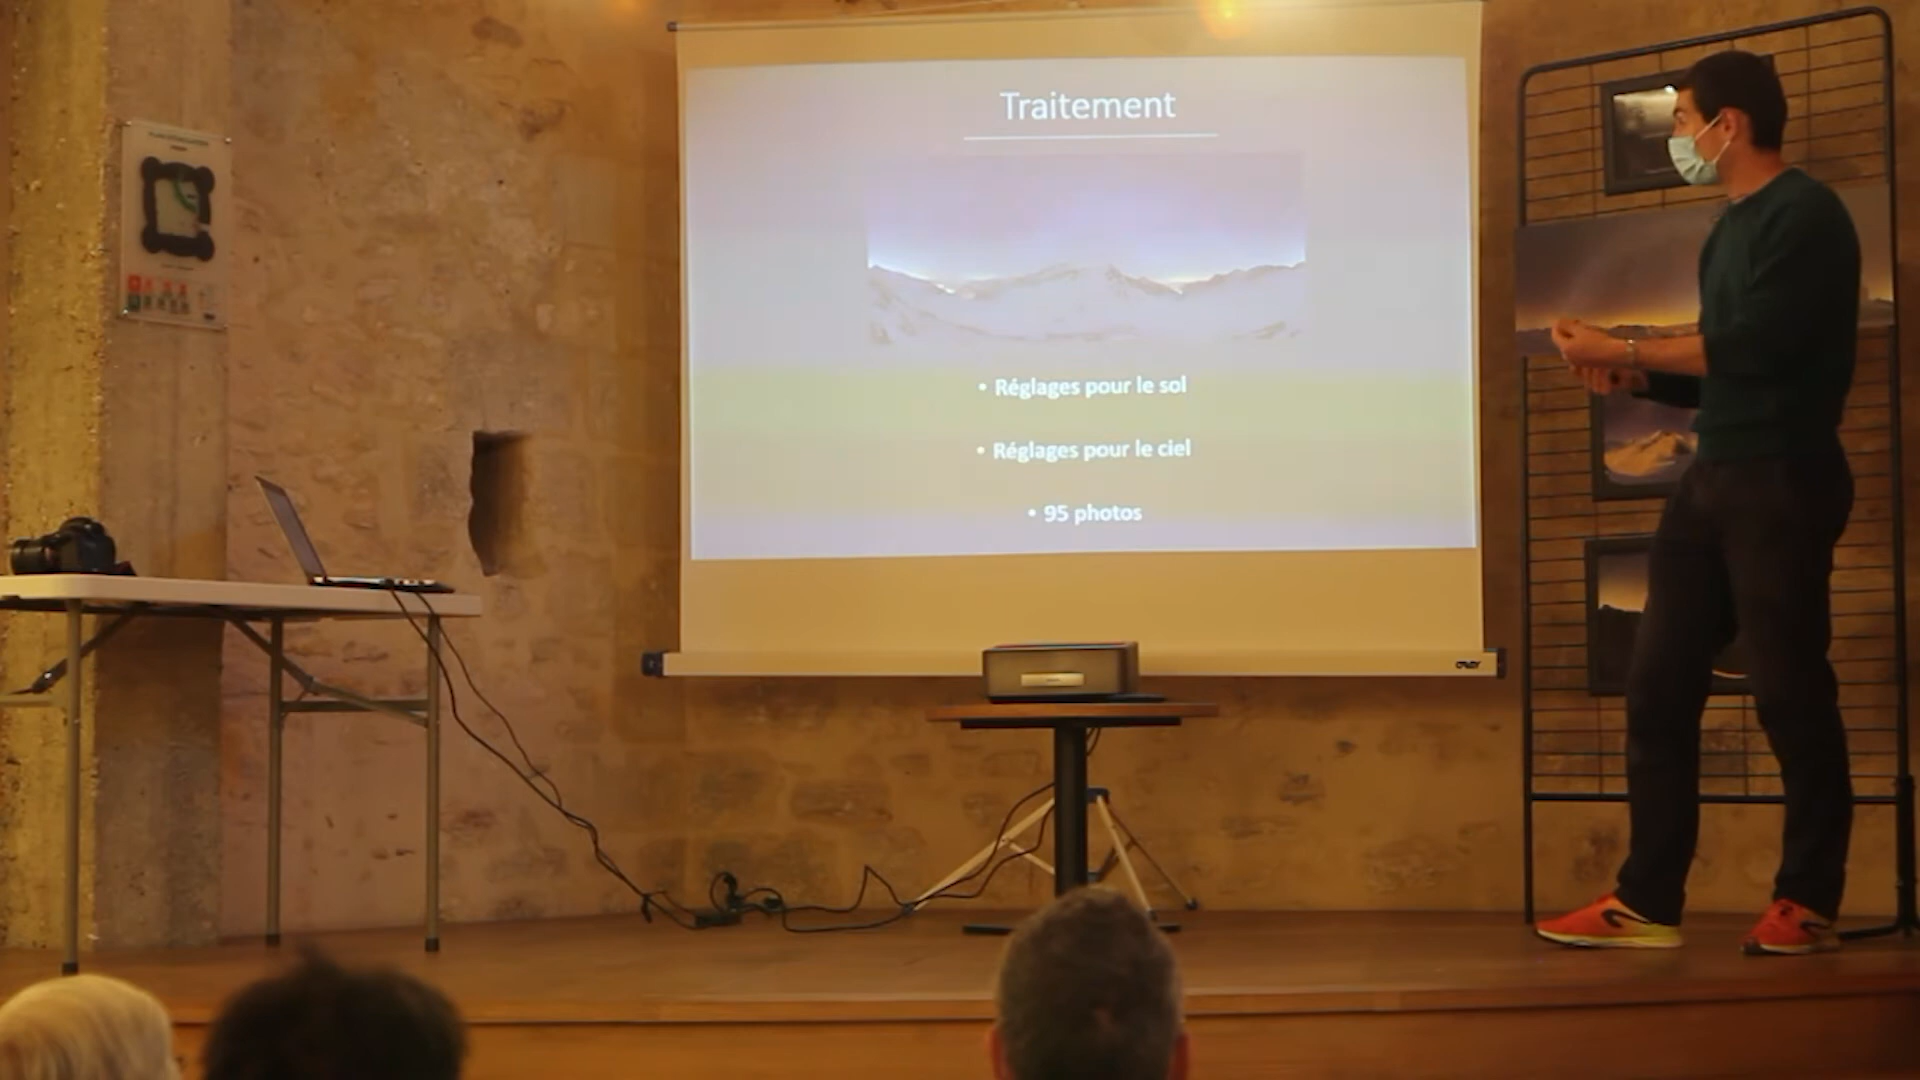 Traitement
• Réglages pour le sol
• Réglages pour le ciel
• 95 photos